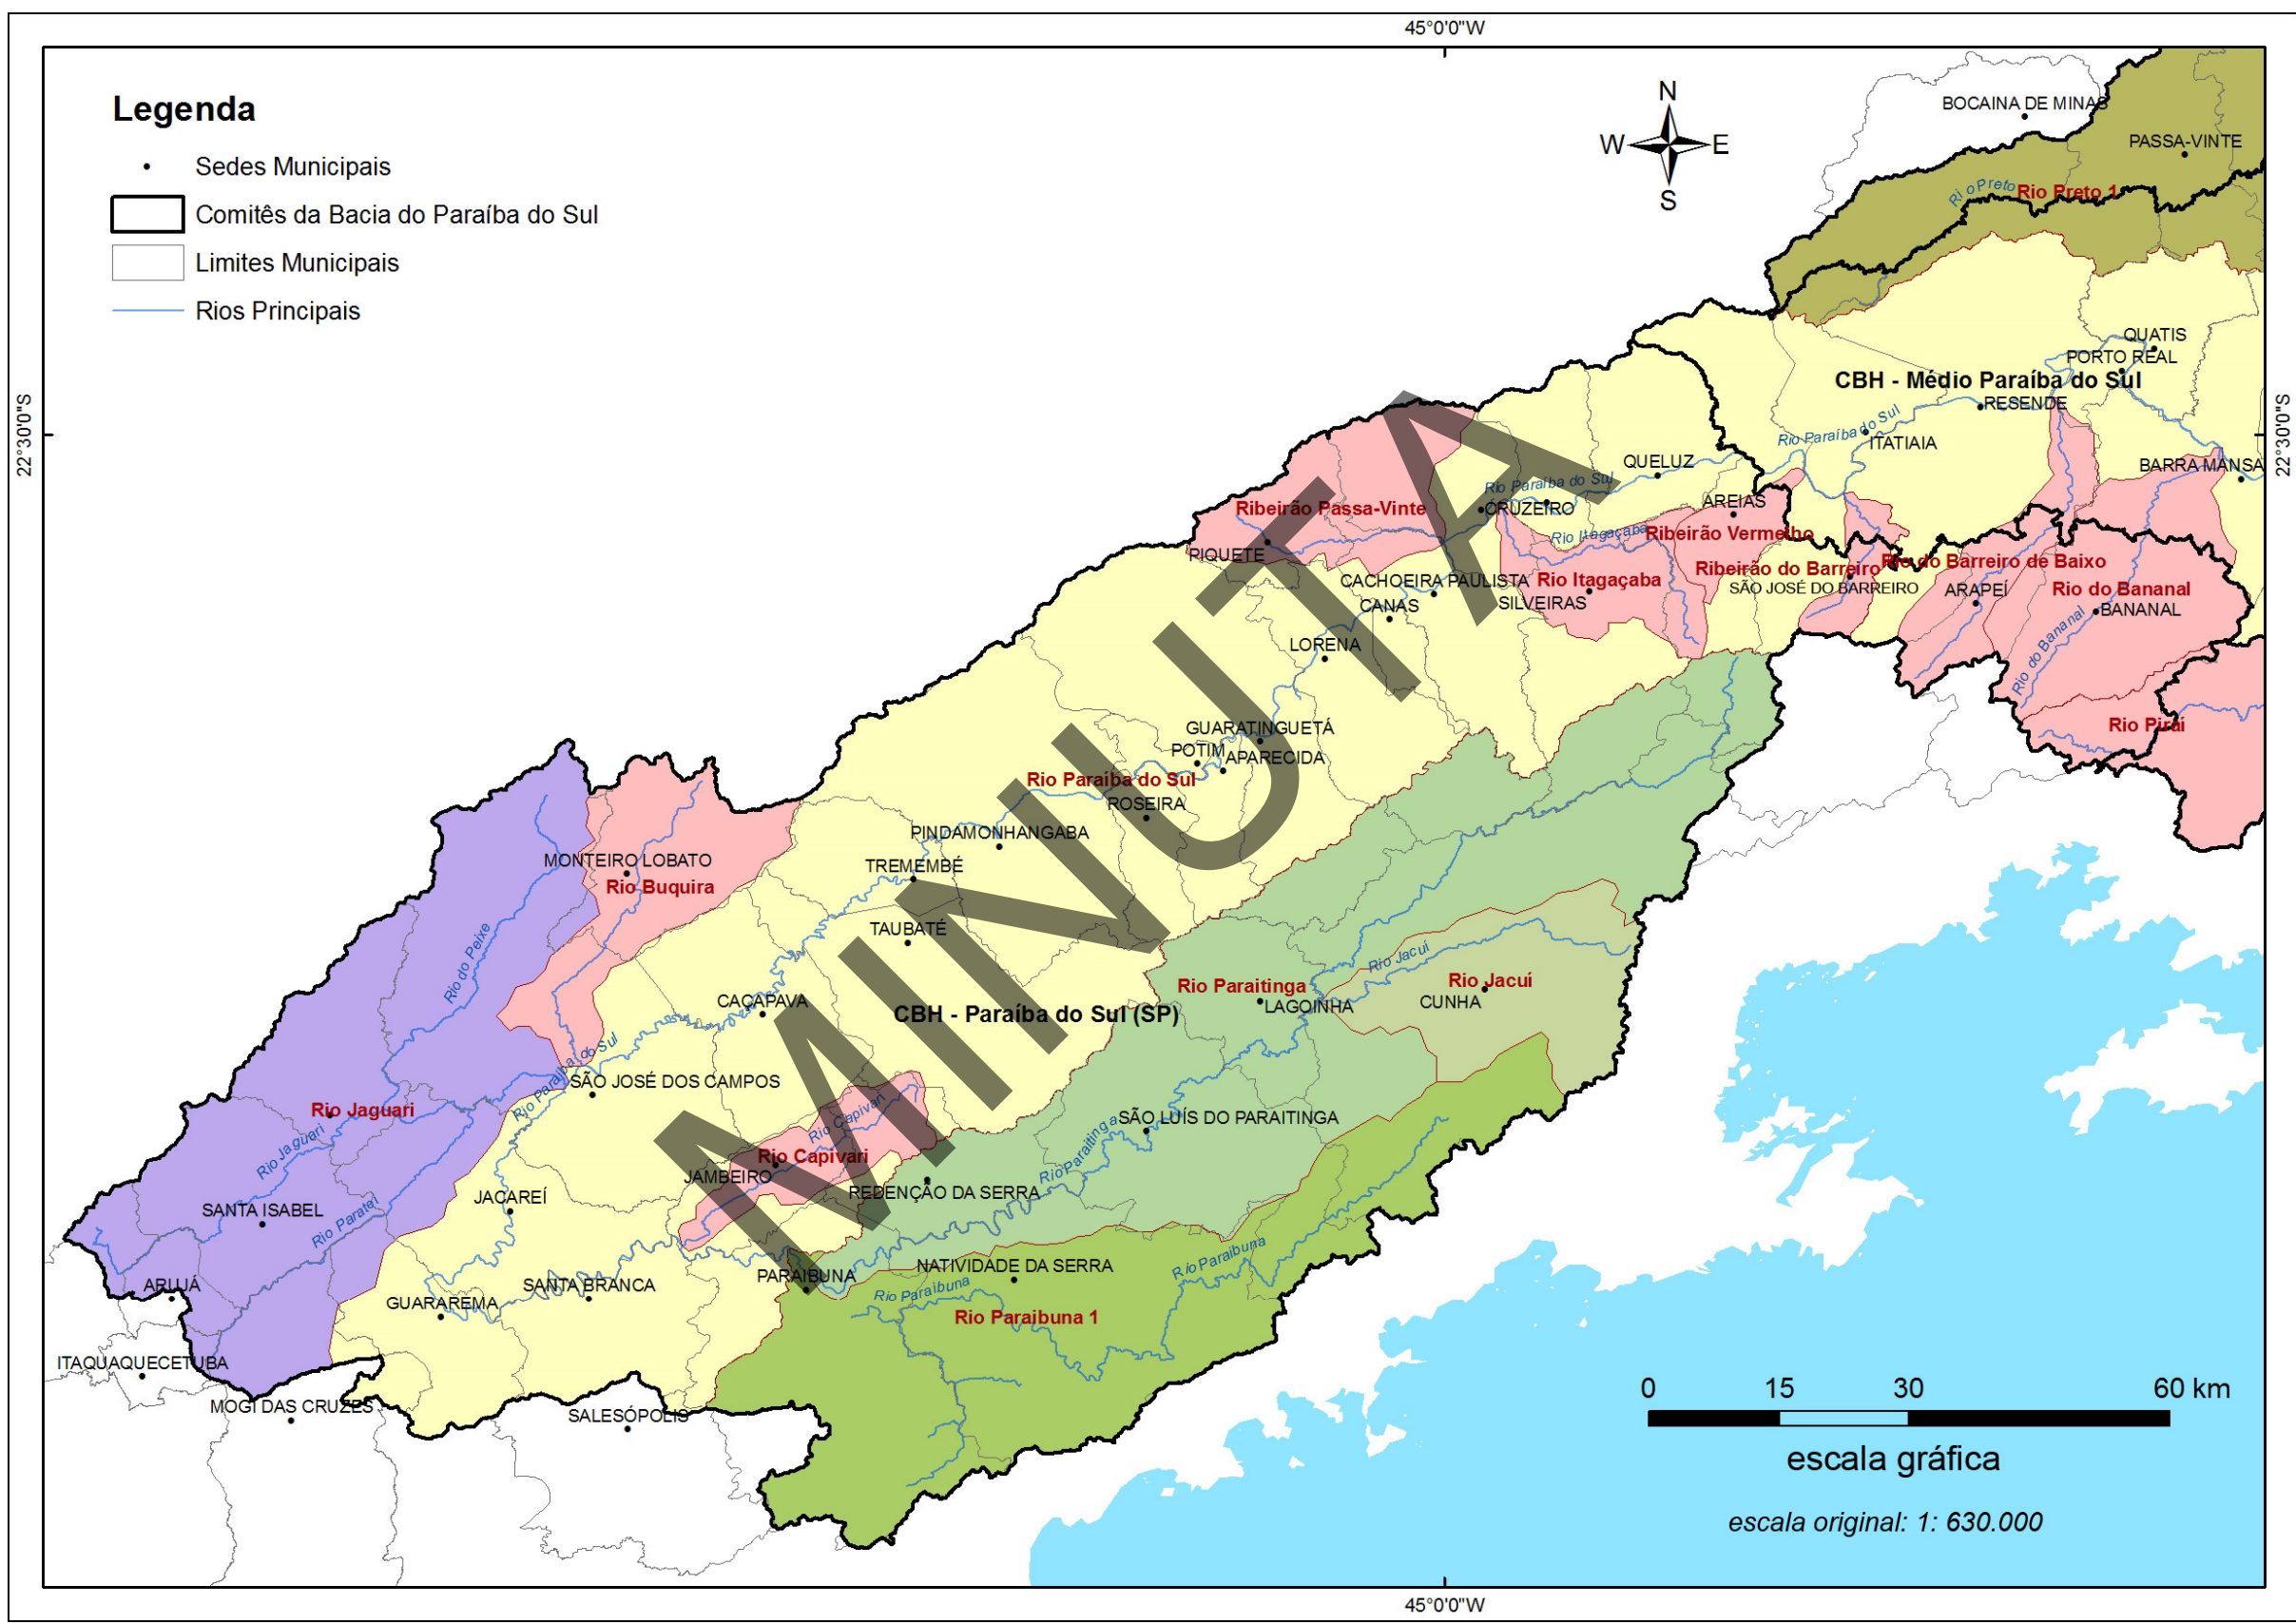 45°0'0"W
Legenda
Sedes Municipais
Comitês da Bacia do Paraíba do Sul
Limites Municipais
Rios Principais
N
W
E
S
BOCAINA DE MINAS
PASSA-VINTE
Rio Preto
Rio Preto 1
QUATIS
PORTO REAL
CBH - Médio Paraíba do Sul
RESENDE
22°30'0"S
22°30'0"S
Rio Paraíba do Sul
ITATIAIA
BARRA MANSA
QUELUZ
Rio Paraíba do Sul
AREIAS
Ribeirão Passa-Vinte
CRUZEIRO
Rio Itagaçaba
Ribeirão Vermelho
PIQUETE
Ribeirão do Barreiro
Rio do Barreiro de Baixo
CACHOEIRA PAULISTA
Rio Itagaçaba
SÃO JOSÉ DO BARREIRO
ARAPEÍ
Rio do Bananal
CANAS
SILVEIRAS
BANANAL
Rio do Bananal
LORENA
GUARATINGUETÁ
Rio Piraí
POTIM
APARECIDA
Rio Paraíba do Sul
ROSEIRA
PINDAMONHANGABA
MONTEIRO LOBATO
TREMEMBÉ
Rio Buquira
TAUBATÉ
Rio do Peixe
Rio Jacuí
Rio Paraitinga
Rio Jacuí
CAÇAPAVA
LAGOINHA
CUNHA
CBH - Paraíba do Sul (SP)
Rio Paraíba do Sul
SÃO JOSÉ DOS CAMPOS
Rio Jaguari
Rio Capivari
SÃO LUÍS DO PARAITINGA
Rio Jaguari
Rio Capivari
Rio Paraitinga
JAMBEIRO
REDENÇÃO DA SERRA
JACAREÍ
SANTA ISABEL
Rio Parateí
NATIVIDADE DA SERRA
Rio Paraibuna
PARAIBUNA
ARUJÁ
SANTA BRANCA
Rio Paraibuna
GUARAREMA
Rio Paraibuna 1
ITAQUAQUECETUBA
MOGI DAS CRUZES
SALESÓPOLIS
MINUTA
0 15 30 60 km
escala gráfica
escala original: 1: 630.000
45°0'0"W